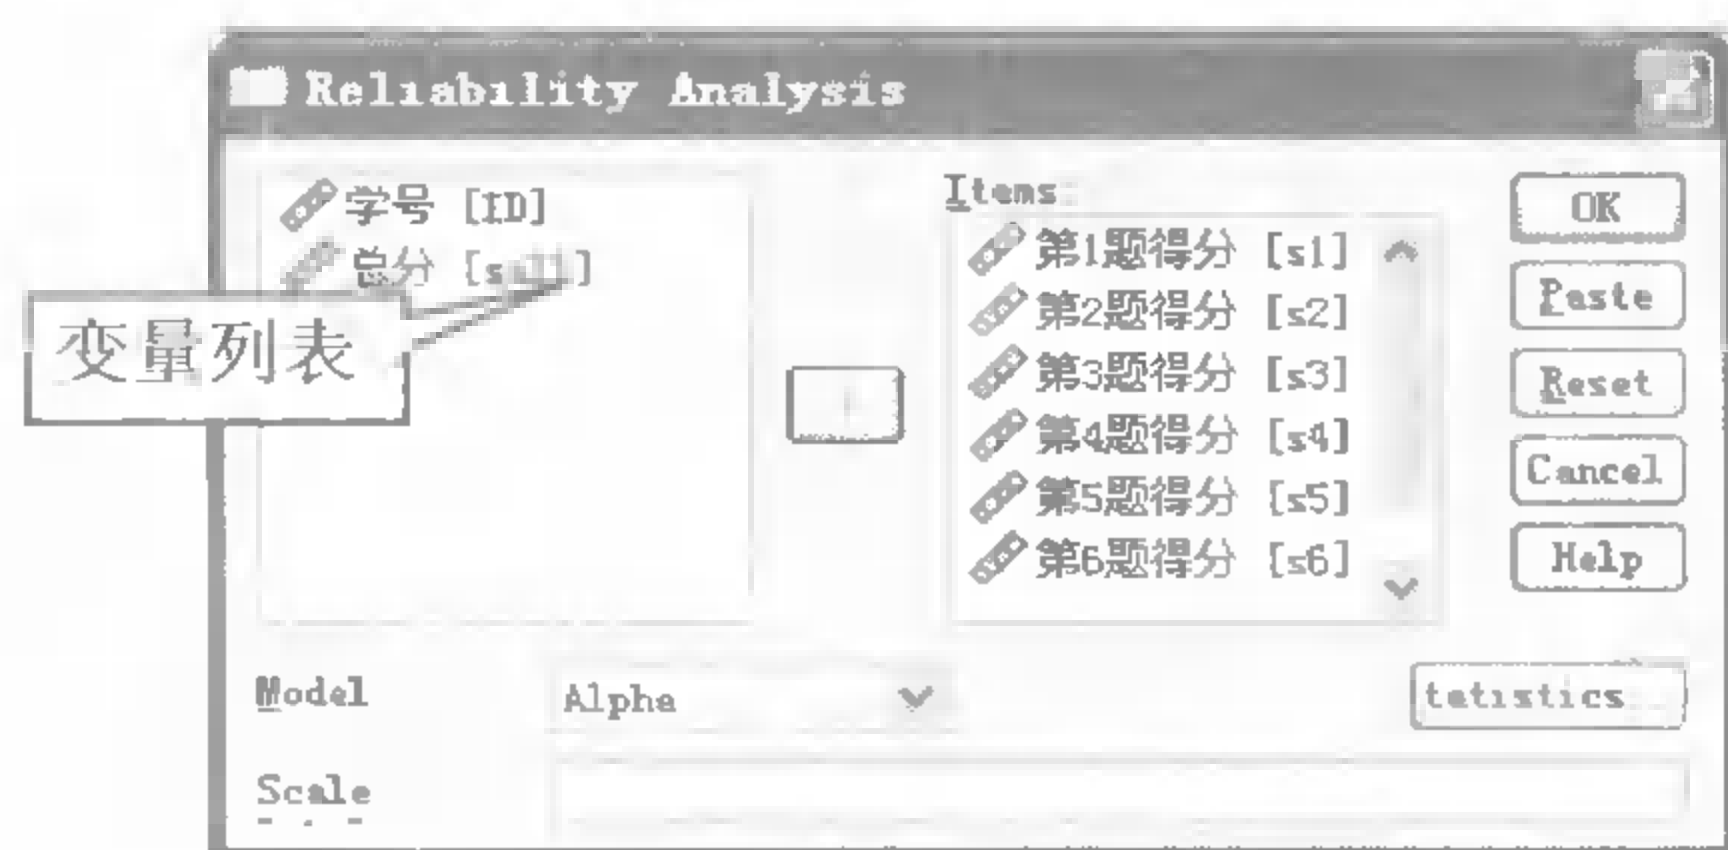 Reliability Analysis
学号 [ID]
总分 [sall]
变量列表
Items
第1题得分 [s1]
第2题得分 [s2]
第3题得分 [s3]
第4题得分 [s4]
第5题得分 [s5]
第6题得分 [s6]
OK
Paste
Reset
Cancel
Help
Model
Alpha
tatistics
Scale